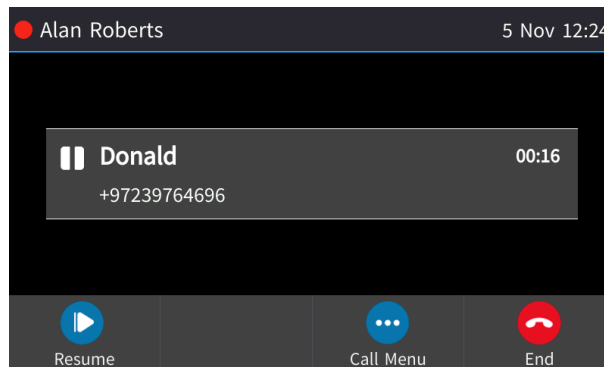 Alan Roberts 5 Nov 12:24
Donald 00:16
+97239764696
Resume Call Menu End